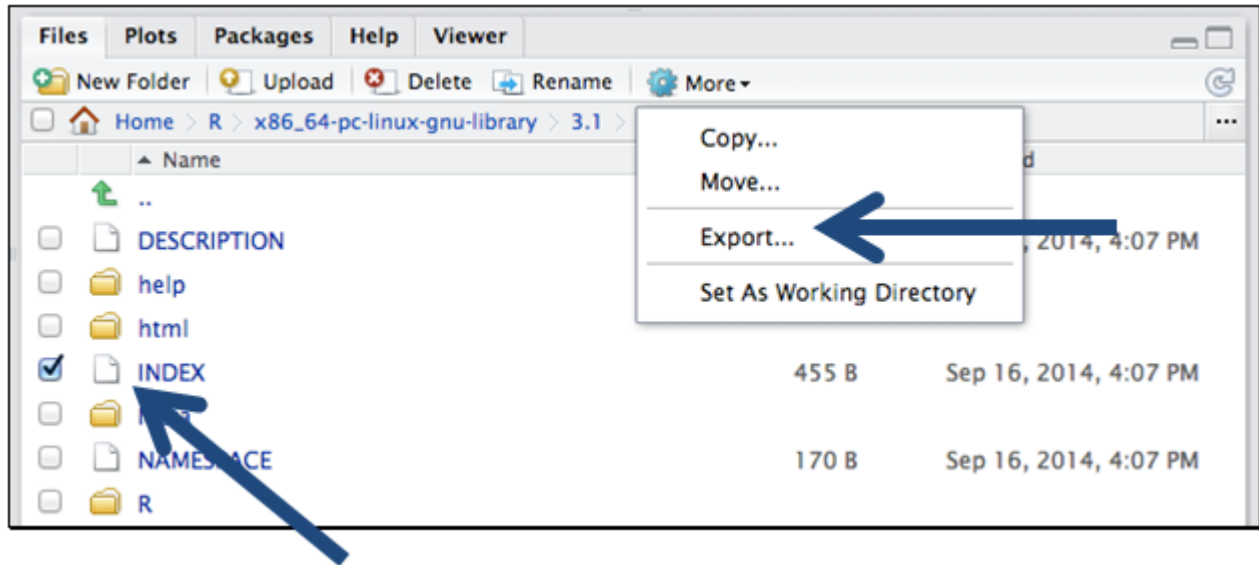 Files Plots Packages Help Viewer
New Folder Upload Delete Rename More
Home > R > x86_64-pc-linux-gnu-library > 3.1 > ...
Copy...
Name
Move...
..
Export...
DESCRIPTION , 2014, 4:07 PM
help
Set As Working Directory
html
INDEX 455 B Sep 16, 2014, 4:07 PM
NAMESPACE 170 B Sep 16, 2014, 4:07 PM
R